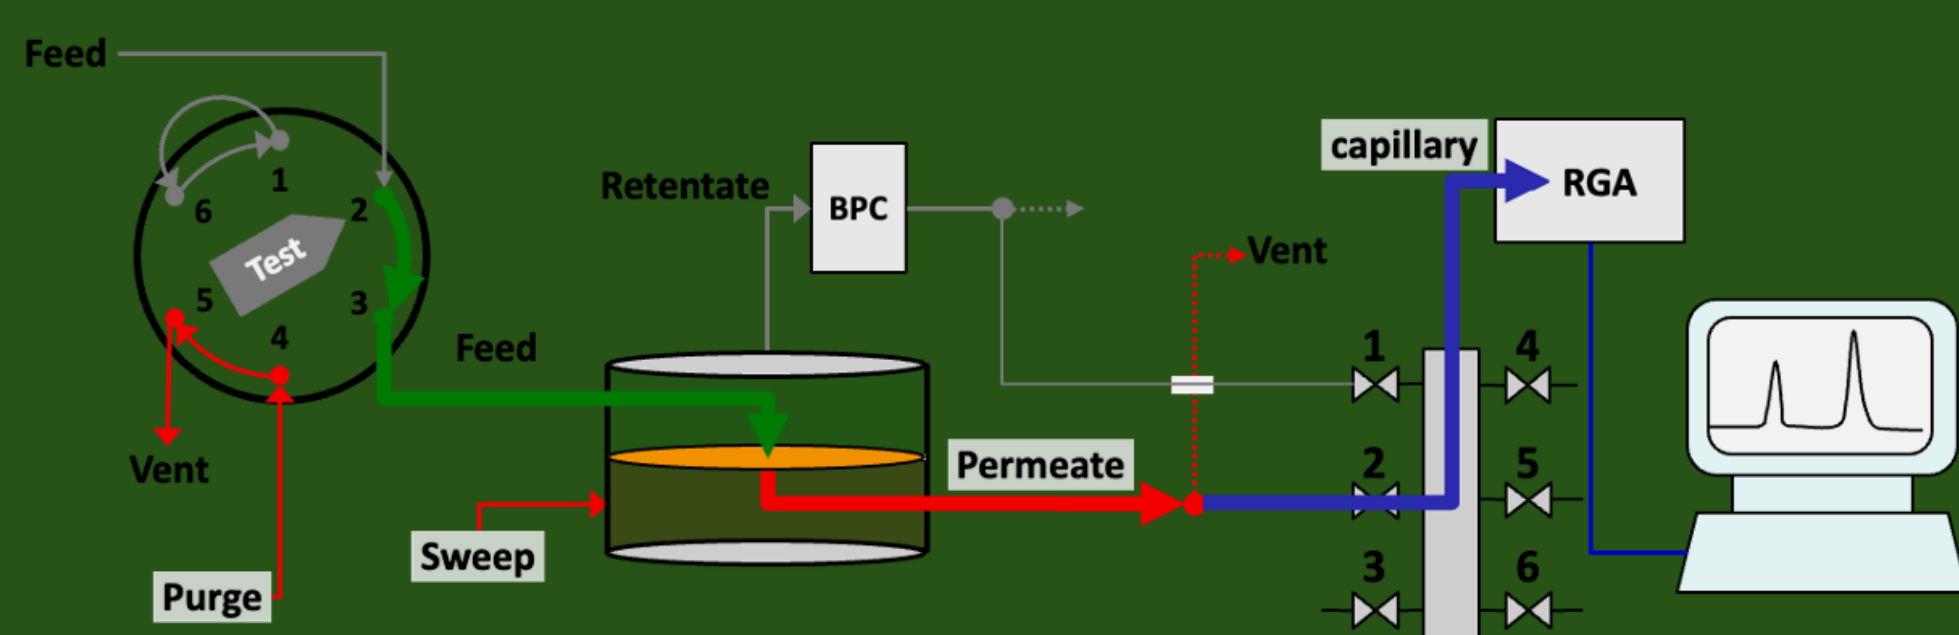 Feed
1
2
3
4
5
6
Test
Vent
Purge
Feed
Sweep
Retentate
BPC
Permeate
Vent
capillary
RGA
1
2
3
4
5
6